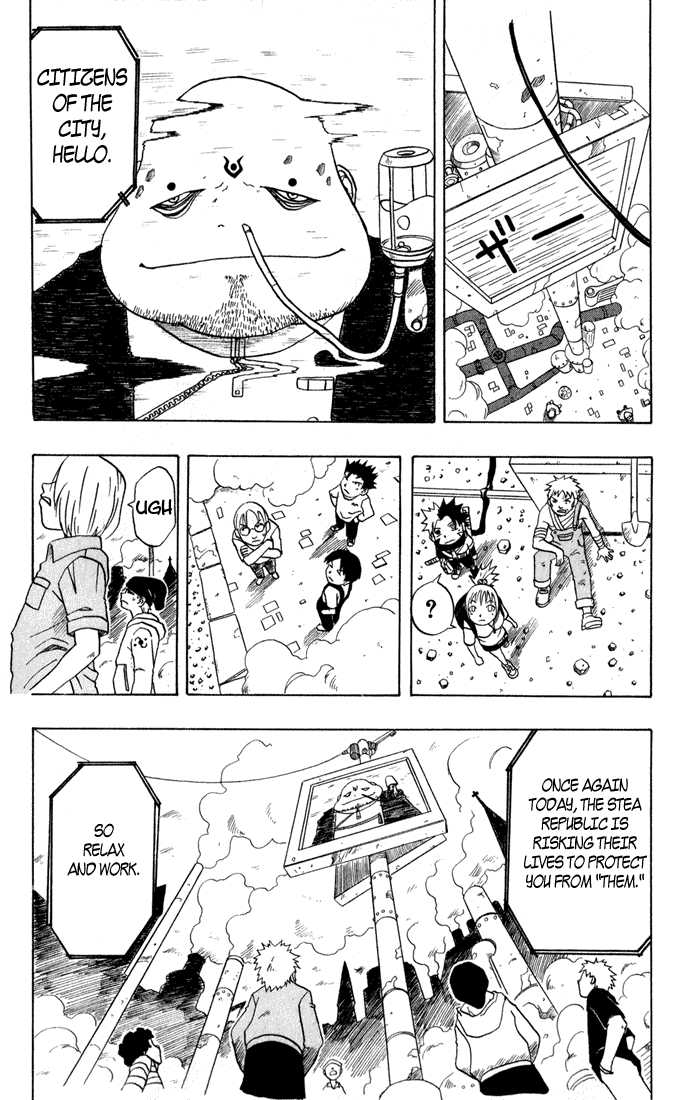 ザー
CITIZENS
OF THE
CITY,
HELLO.
?
UGH
ONCE AGAIN
TODAY, THE STEA
REPUBLIC IS
RISKING THEIR
LIVES TO PROTECT
YOU FROM "THEM."
SO
RELAX
AND WORK.